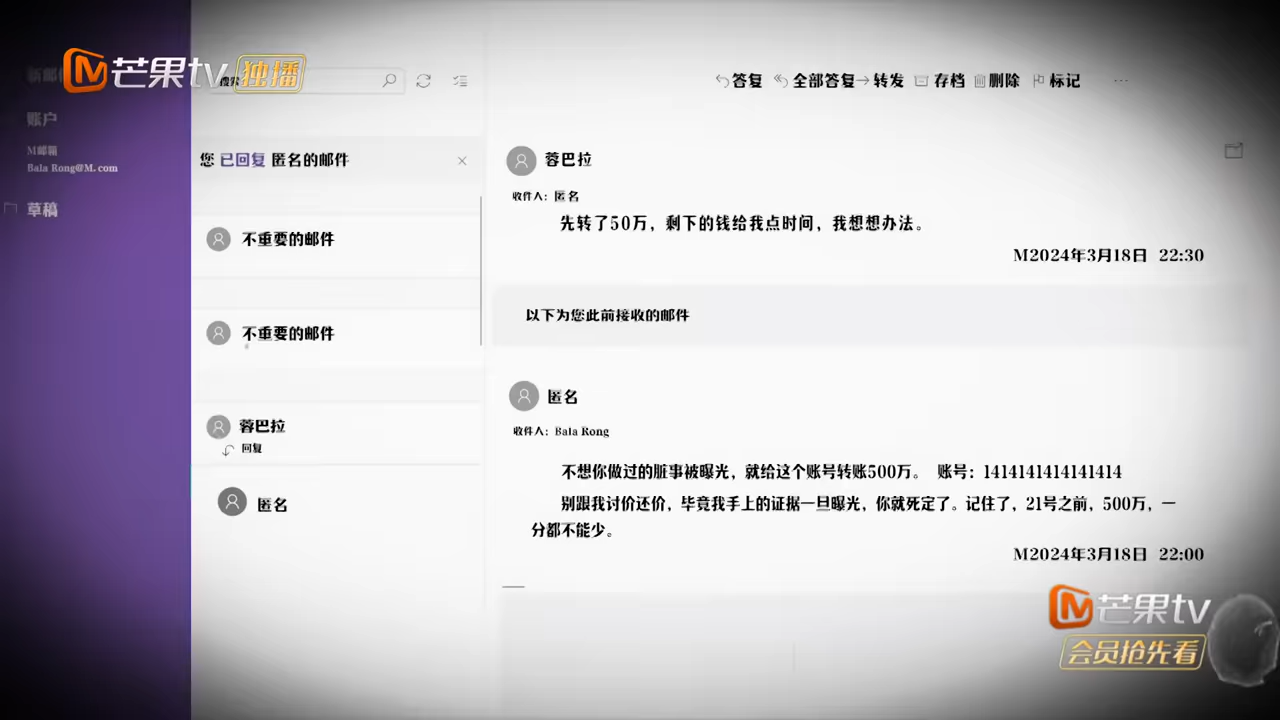 芒果tv 独播
账户
M邮箱
Bala Rong@M.com
草稿
答复 全部答复 转发 存档 删除 标记 ...
您 已回复 匿名的邮件
不重要的邮件
不重要的邮件
蓉巴拉
回复
匿名
蓉巴拉
收件人：匿名
先转了50万，剩下的钱给我点时间，我想想办法。
M2024年3月18日 22:30
以下为您此前接收的邮件
匿名
收件人：Bala Rong
不想你做过的脏事被曝光，就给这个账号转账500万。 账号：1414141414141414
别跟我讨价还价，毕竟我手上的证据一旦曝光，你就死定了。记住了，21号之前，500万，一
分都不能少。
M2024年3月18日 22:00
芒果tv
会员抢先看